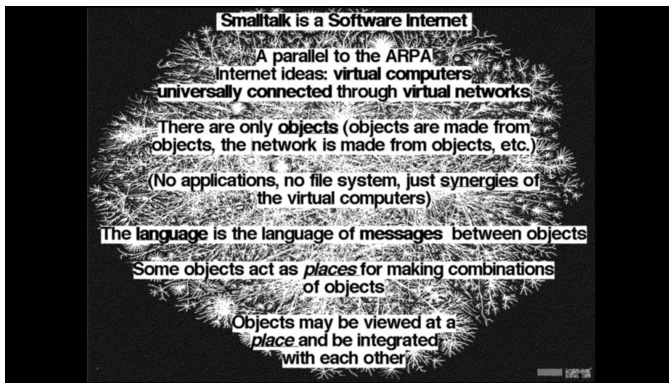 Smalltalk is a Software Internet
A parallel to the ARPA
Internet ideas: virtual computers
universally connected through virtual networks
There are only objects (objects are made from
objects, the network is made from objects, etc.)
(No applications, no file system, just synergies of
the virtual computers)
The language is the language of messages between objects
Some objects act as places for making combinations
of objects
Objects may be viewed at a
place and be integrated
with each other